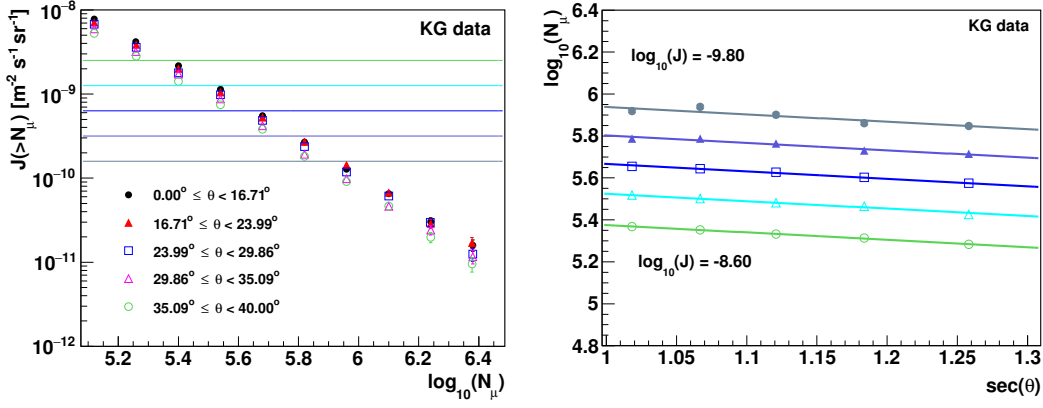 J(>N_μ) [m⁻² s⁻¹ sr⁻¹]
10⁻⁸
10⁻⁹
10⁻¹⁰
10⁻¹¹
10⁻¹²
KG data
0.00° ≤ θ < 16.71°
16.71° ≤ θ < 23.99°
23.99° ≤ θ < 29.86°
29.86° ≤ θ < 35.09°
35.09° ≤ θ < 40.00°
5.2 5.4 5.6 5.8 6 6.2 6.4
log₁₀(N_μ)
log₁₀(N_μ)
6.4
6.2
6
5.8
5.6
5.4
5.2
5
4.8
KG data
log₁₀(J) = -9.80
log₁₀(J) = -8.60
1 1.05 1.1 1.15 1.2 1.25 1.3
sec(θ)